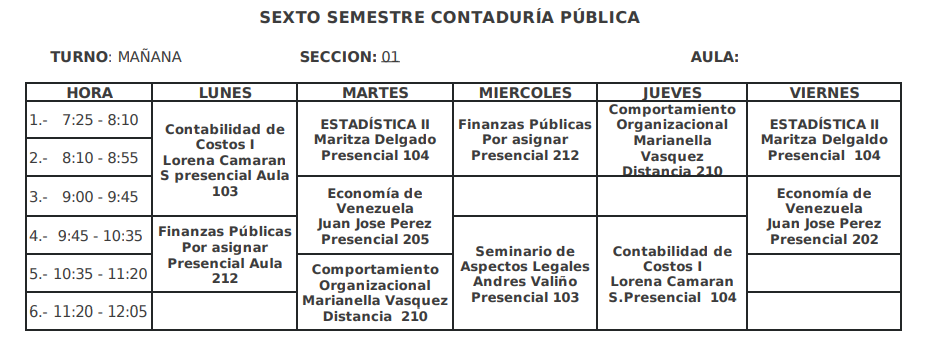 SEXTO SEMESTRE CONTADURÍA PÚBLICA
TURNO: MAÑANA SECCION: 01 AULA:
HORA LUNES MARTES MIERCOLES JUEVES VIERNES
1.- 7:25 - 8:10
2.- 8:10 - 8:55
3.- 9:00 - 9:45
4.- 9:45 - 10:35
5.- 10:35 - 11:20
6.- 11:20 - 12:05
Contabilidad de
Costos I
Lorena Camaran
S presencial Aula
103
Finanzas Públicas
Por asignar
Presencial Aula
212
ESTADÍSTICA II
Maritza Delgado
Presencial 104
Economía de
Venezuela
Juan Jose Perez
Presencial 205
Comportamiento
Organizacional
Marianella Vasquez
Distancia 210
Finanzas Públicas
Por asignar
Presencial 212
Seminario de
Aspectos Legales
Andres Valiño
Presencial 103
Comportamiento
Organizacional
Marianella
Vasquez
Distancia 210
Contabilidad de
Costos I
Lorena Camaran
S.Presencial 104
ESTADÍSTICA II
Maritza Delgaldo
Presencial 104
Economía de
Venezuela
Juan Jose Perez
Presencial 202